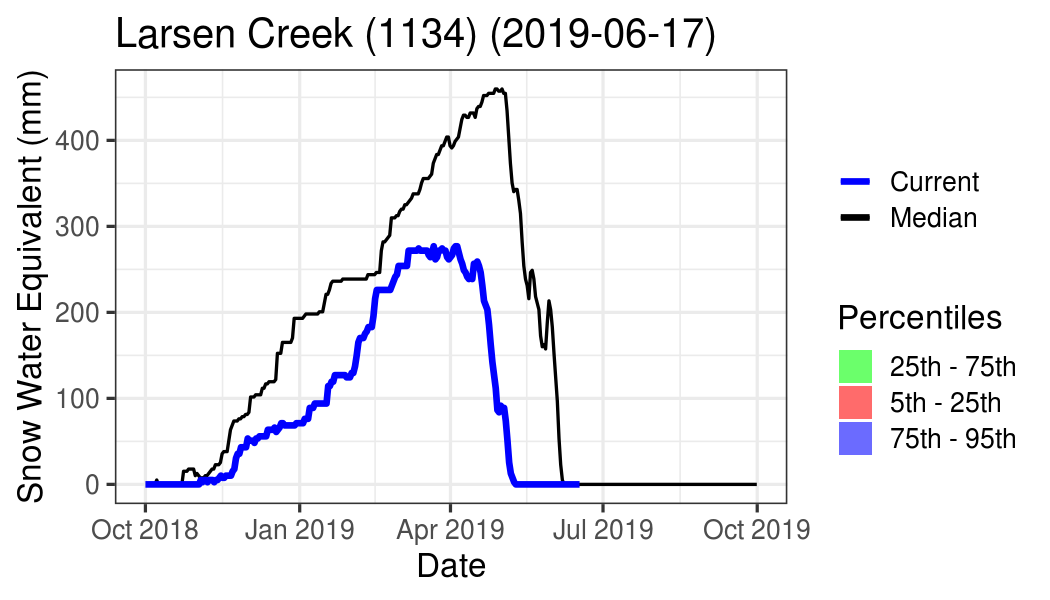 Larsen Creek (1134) (2019-06-17)
Snow Water Equivalent (mm)
400
300
200
100
0
Oct 2018
Jan 2019
Apr 2019
Jul 2019
Oct 2019
Date
Current
Median
Percentiles
25th - 75th
5th - 25th
75th - 95th